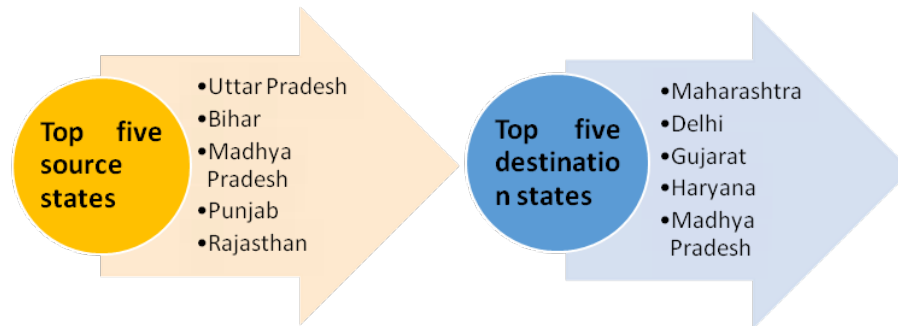 Top five
source
states
•Uttar Pradesh
•Bihar
•Madhya
Pradesh
•Punjab
•Rajasthan
Top five
destinatio
n states
•Maharashtra
•Delhi
•Gujarat
•Haryana
•Madhya
Pradesh